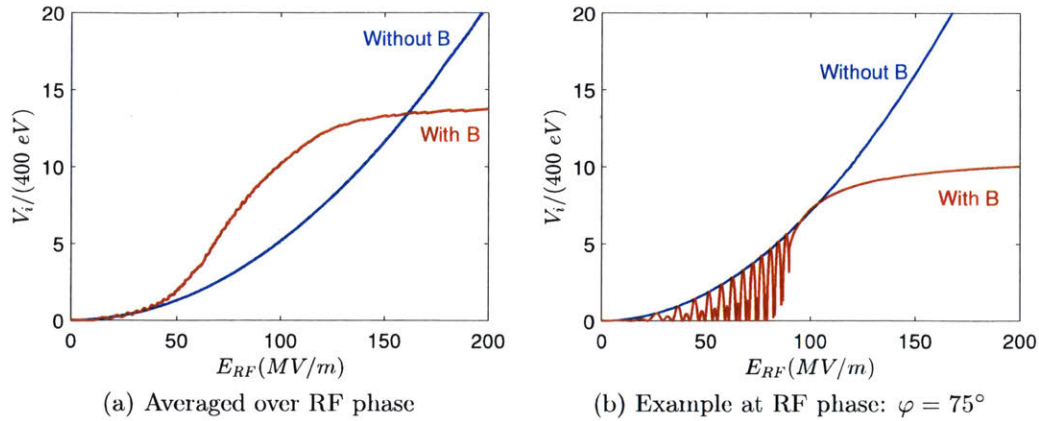 20
15
10
5
0
V_i/(400 eV)
Without B
With B
0
50
100
150
200
E_RF(MV/m)
(a) Averaged over RF phase
20
15
10
5
0
V_i/(400 eV)
Without B
With B
0
50
100
150
200
E_RF(MV/m)
(b) Example at RF phase: φ = 75°